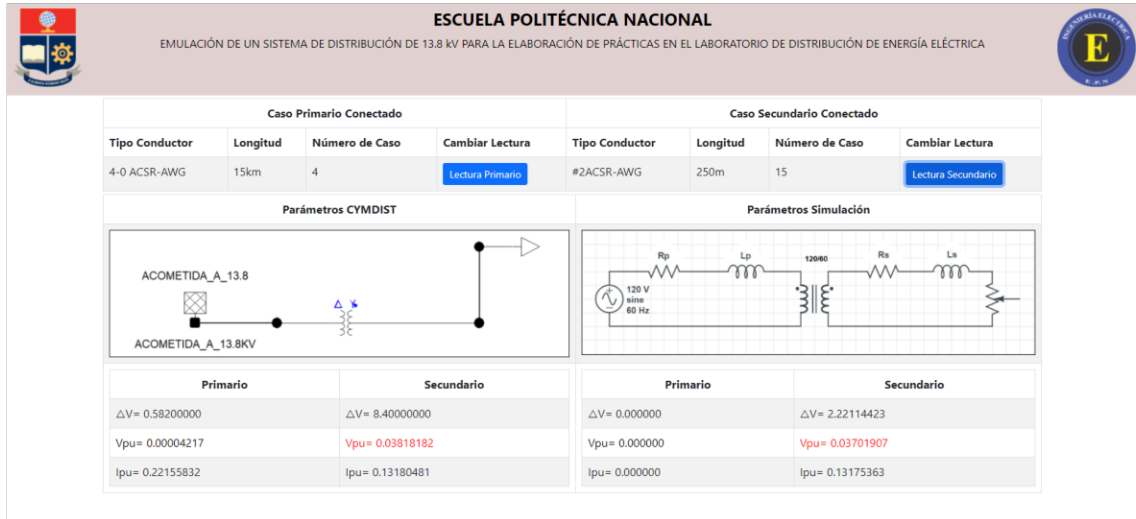 ESCUELA POLITÉCNICA NACIONAL
EMULACIÓN DE UN SISTEMA DE DISTRIBUCIÓN DE 13.8 kV PARA LA ELABORACIÓN DE PRÁCTICAS EN EL LABORATORIO DE DISTRIBUCIÓN DE ENERGÍA ELÉCTRICA
INGENIERÍA ELECTRICA
E
E.P.N
Caso Primario Conectado Caso Secundario Conectado
Tipo Conductor Longitud Número de Caso Cambiar Lectura Tipo Conductor Longitud Número de Caso Cambiar Lectura
4-0 ACSR-AWG 15km 4 Lectura Primario #2ACSR-AWG 250m 15 Lectura Secundario
Parámetros CYMDIST Parámetros Simulación
ACOMETIDA_A_13.8
ACOMETIDA_A_13.8KV
Rp Lp 120/60 Rs Ls
120 V
sine
60 Hz
Primario Secundario Primario Secundario
△V= 0.58200000 △V= 8.40000000 △V= 0.000000 △V= 2.22114423
Vpu= 0.00004217 Vpu= 0.03818182 Vpu= 0.000000 Vpu= 0.03701907
Ipu= 0.22155832 Ipu= 0.13180481 Ipu= 0.000000 Ipu= 0.13175363